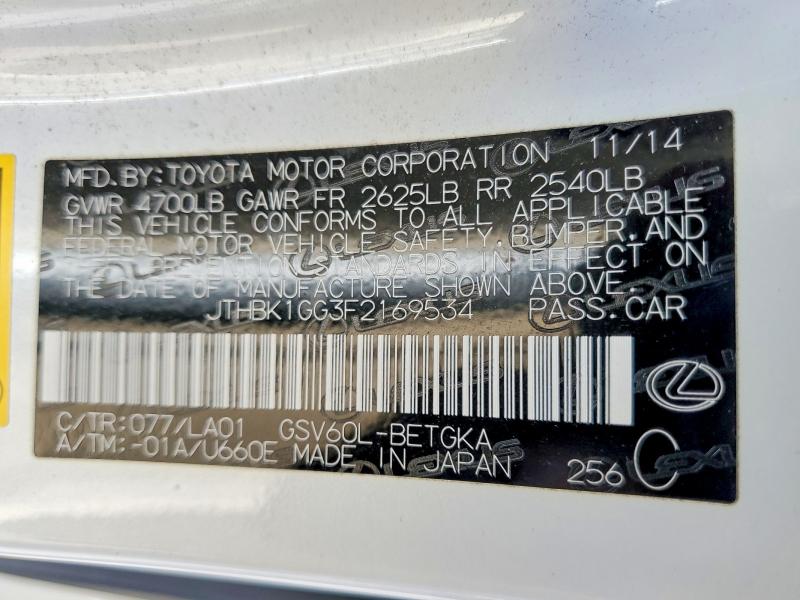 MFD. BY: TOYOTA MOTOR CORPORATION 11/14
GVWR 4700LB GAWR FR 2625LB RR 2540LB
THIS VEHICLE CONFORMS TO ALL APPLICABLE
FEDERAL MOTOR VEHICLE SAFETY, BUMPER, AND
PREVENTION STANDARDS IN EFFECT ON
THE DATE OF MANUFACTURE SHOWN ABOVE.
JTHBK1GG3F2169534 PASS. CAR
C/TR: 077/LA01 GSV60L-BETGKA
A/TM: -01A/U660E MADE IN JAPAN 256